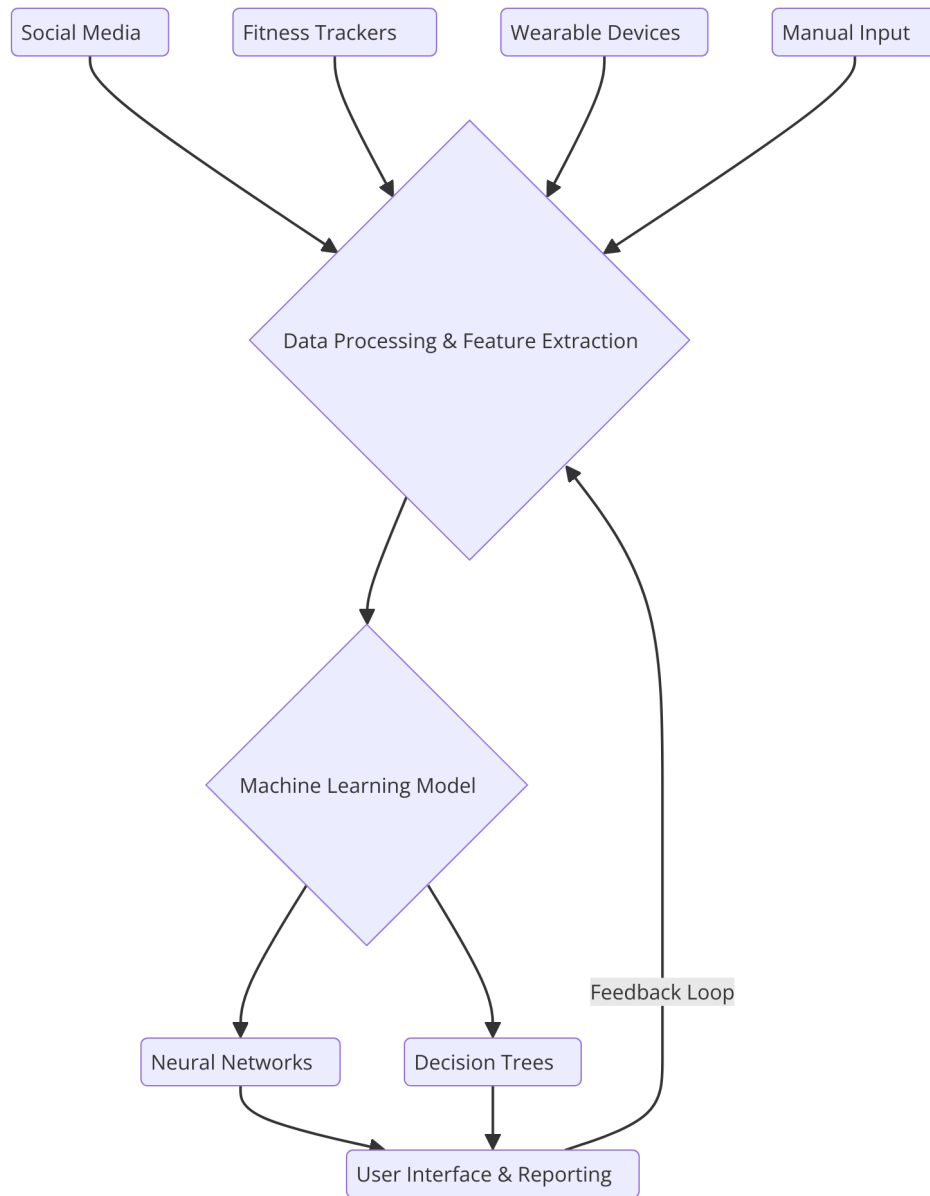 Social Media
Fitness Trackers
Wearable Devices
Manual Input
Data Processing & Feature Extraction
Machine Learning Model
Feedback Loop
Neural Networks
Decision Trees
User Interface & Reporting